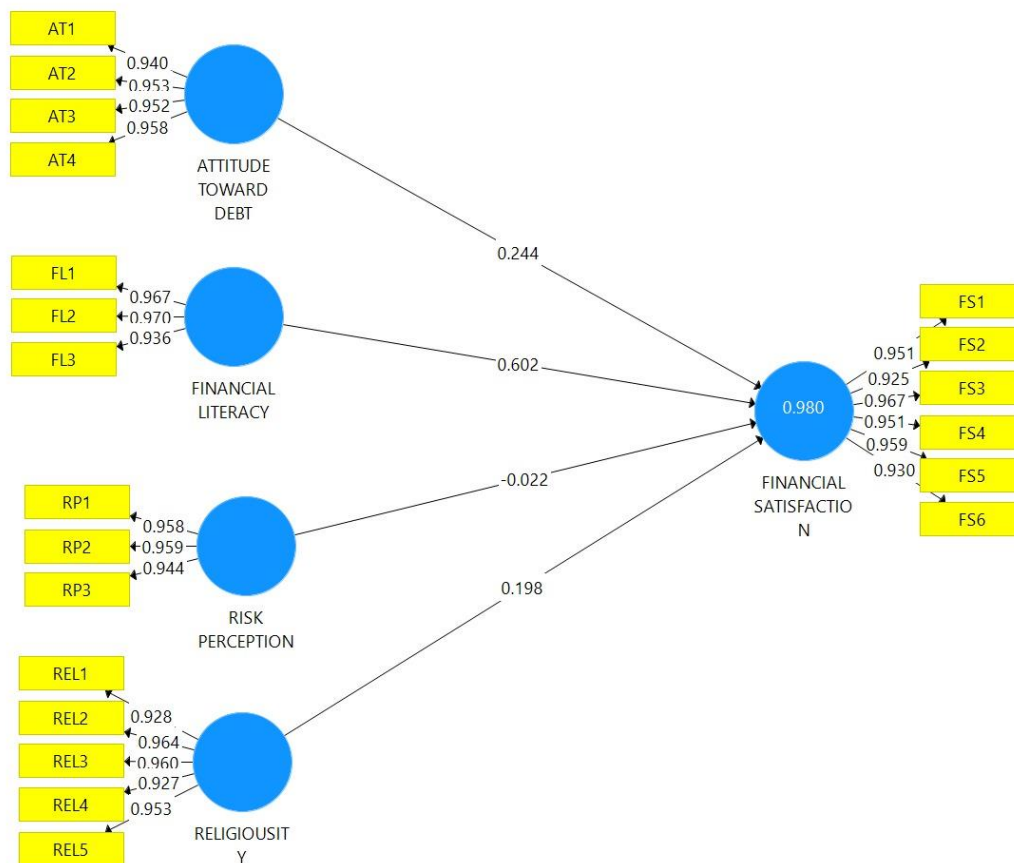 AT1
0.940
AT2
0.953
AT3
0.952
0.958
AT4
ATTITUDE
TOWARD
DEBT
0.244
FL1
0.967
FL2
0.970
FL3
0.936
FINANCIAL
LITERACY
0.602
RP1
0.958
RP2
0.959
RP3
0.944
RISK
PERCEPTION
-0.022
REL1
0.928
REL2
0.964
REL3
0.960
0.927
REL4
0.953
REL5
RELIGIOUSIT
Y
0.198
0.980
FINANCIAL
SATISFACTIO
N
FS1
0.951
FS2
0.925
FS3
0.967
0.951
FS4
0.959
FS5
0.930
FS6